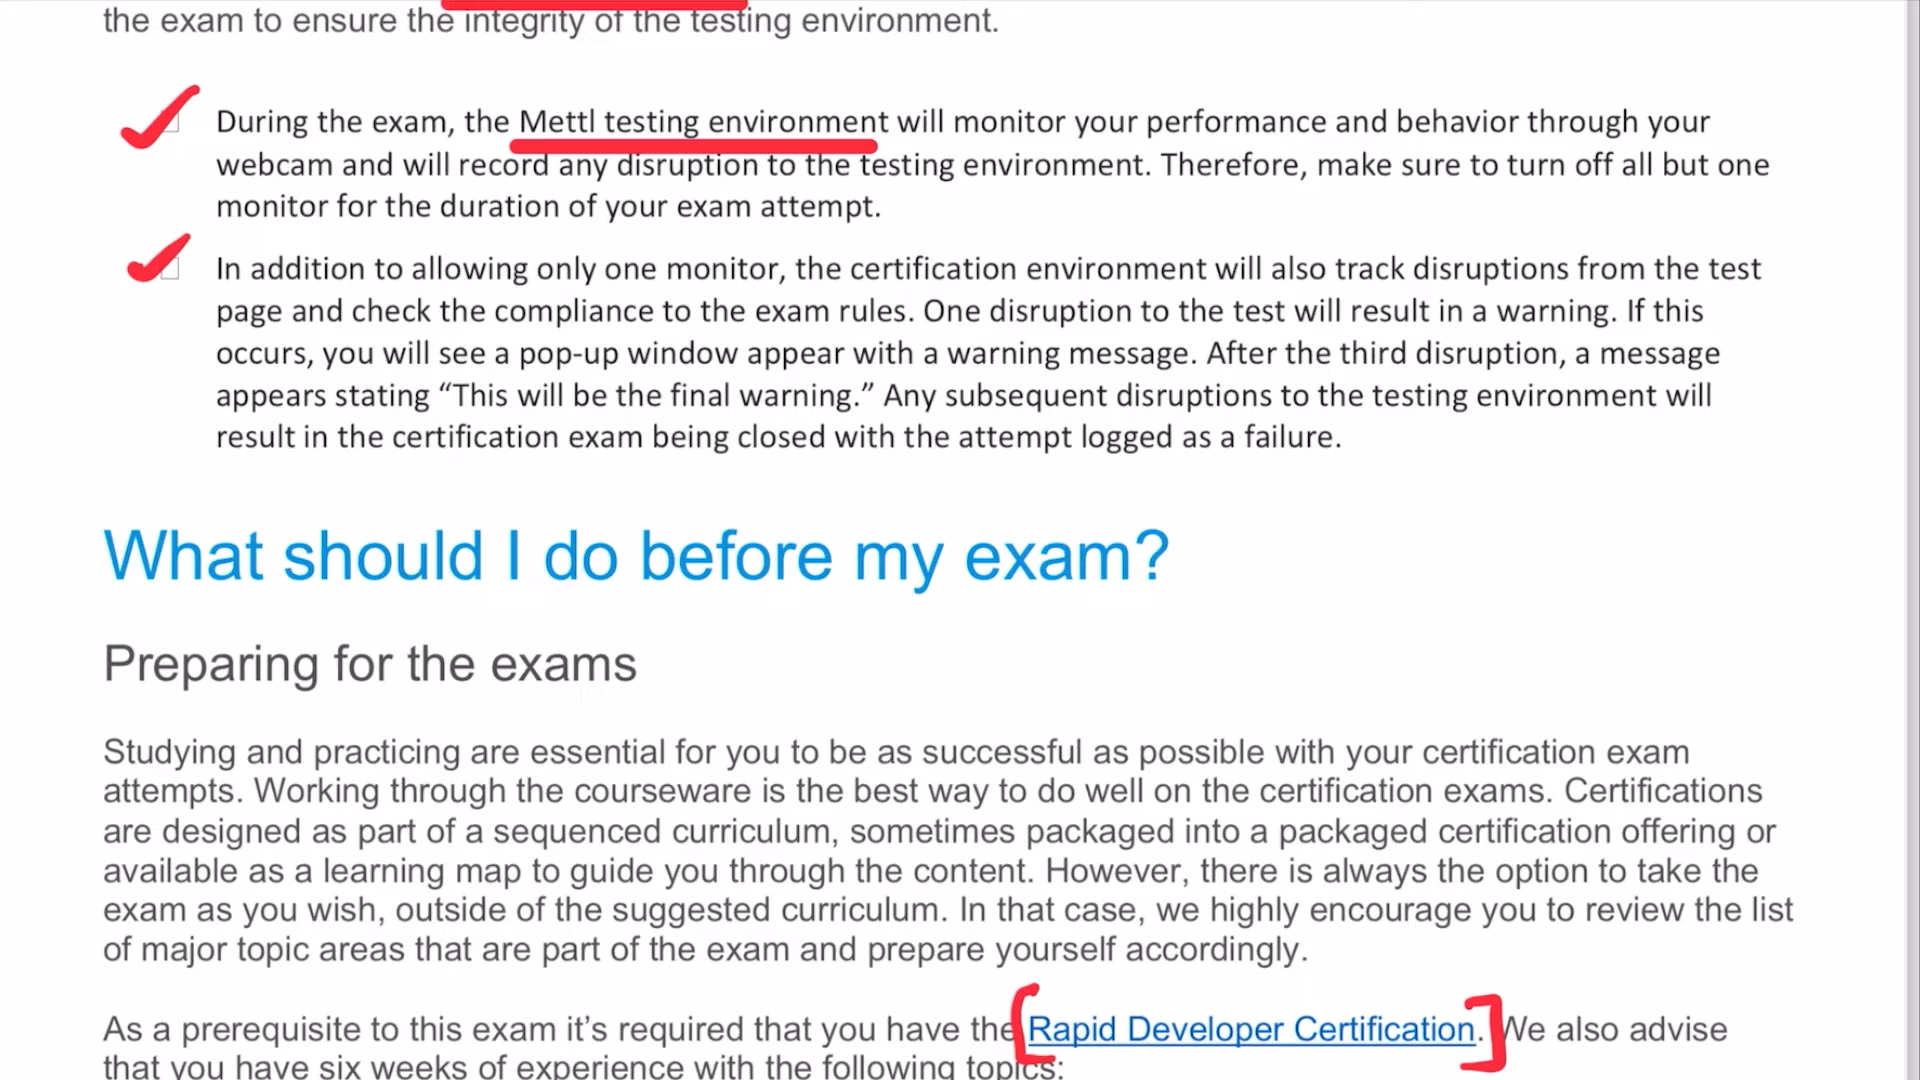 the exam to ensure the integrity of the testing environment.
During the exam, the Mettl testing environment will monitor your performance and behavior through your
webcam and will record any disruption to the testing environment. Therefore, make sure to turn off all but one
monitor for the duration of your exam attempt.
In addition to allowing only one monitor, the certification environment will also track disruptions from the test
page and check the compliance to the exam rules. One disruption to the test will result in a warning. If this
occurs, you will see a pop-up window appear with a warning message. After the third disruption, a message
appears stating “This will be the final warning.” Any subsequent disruptions to the testing environment will
result in the certification exam being closed with the attempt logged as a failure.
What should I do before my exam?
Preparing for the exams
Studying and practicing are essential for you to be as successful as possible with your certification exam
attempts. Working through the courseware is the best way to do well on the certification exams. Certifications
are designed as part of a sequenced curriculum, sometimes packaged into a packaged certification offering or
available as a learning map to guide you through the content. However, there is always the option to take the
exam as you wish, outside of the suggested curriculum. In that case, we highly encourage you to review the list
of major topic areas that are part of the exam and prepare yourself accordingly.
As a prerequisite to this exam it’s required that you have the Rapid Developer Certification. We also advise
that you have six weeks of experience with the following topics: